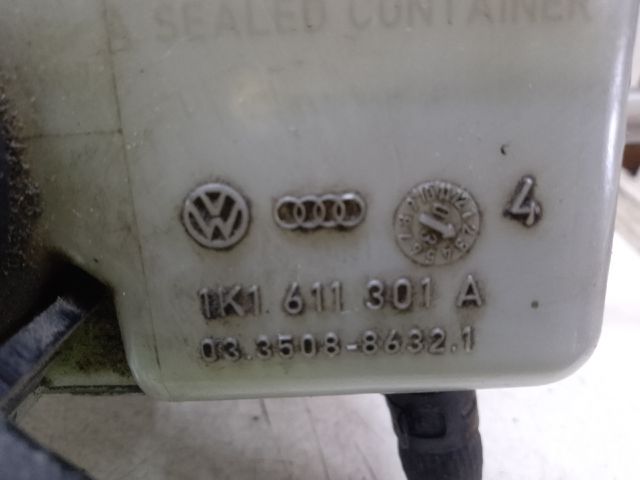 SEALED CONTAINER
4
1K1 611 301 A
03.3508-8632.1